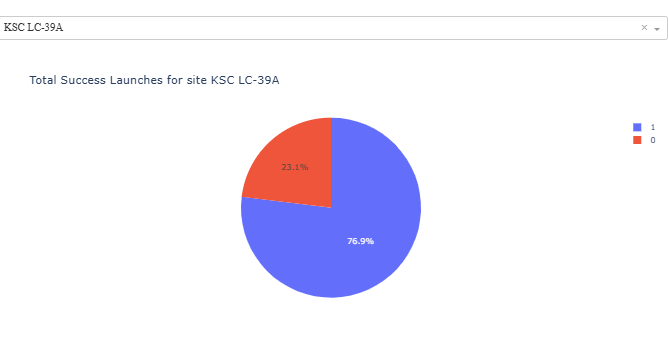 KSC LC-39A
Total Success Launches for site KSC LC-39A
1
0
23.1%
76.9%